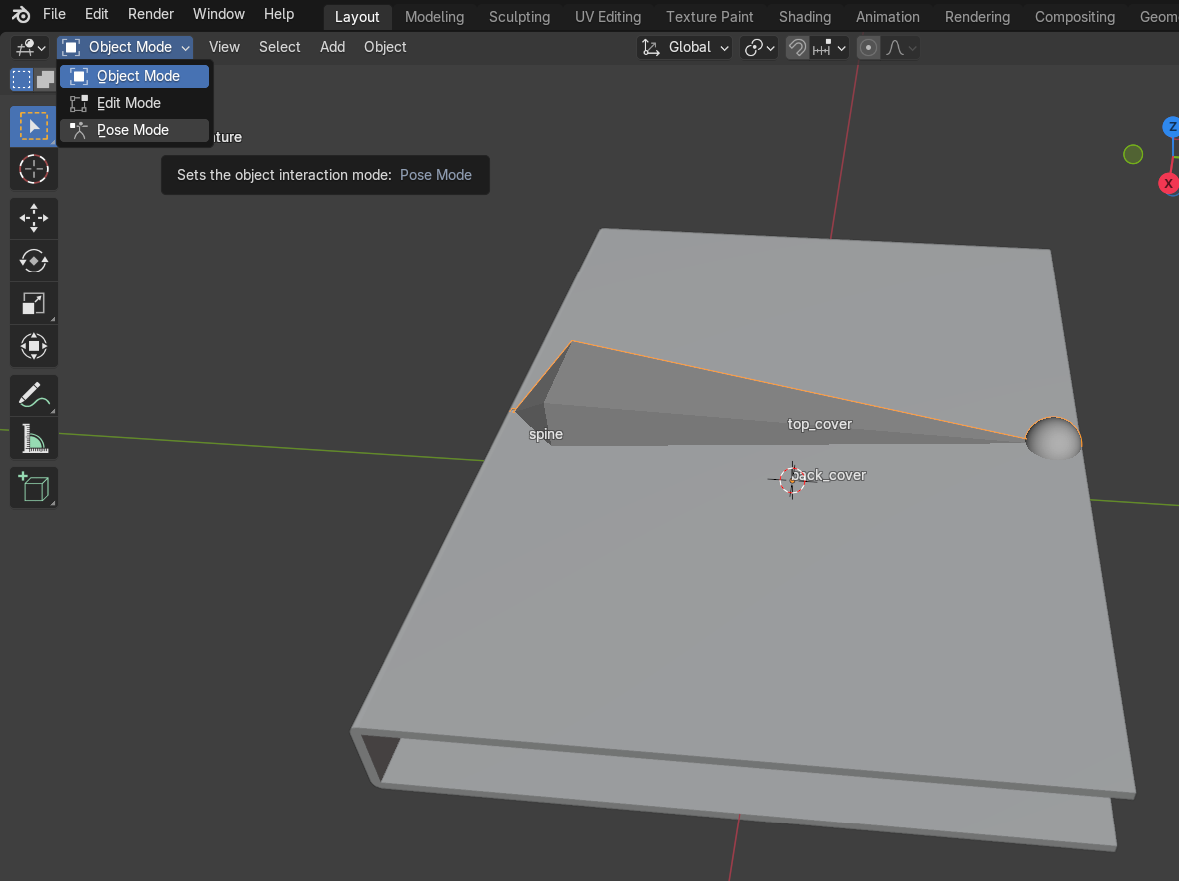 File Edit Render Window Help Layout Modeling Sculpting UV Editing Texture Paint Shading Animation Rendering Compositing Geom
Object Mode View Select Add Object Global
Object Mode
Edit Mode
Pose Mode
ture
Sets the object interaction mode: Pose Mode
Z
X
top_cover
spine
back_cover